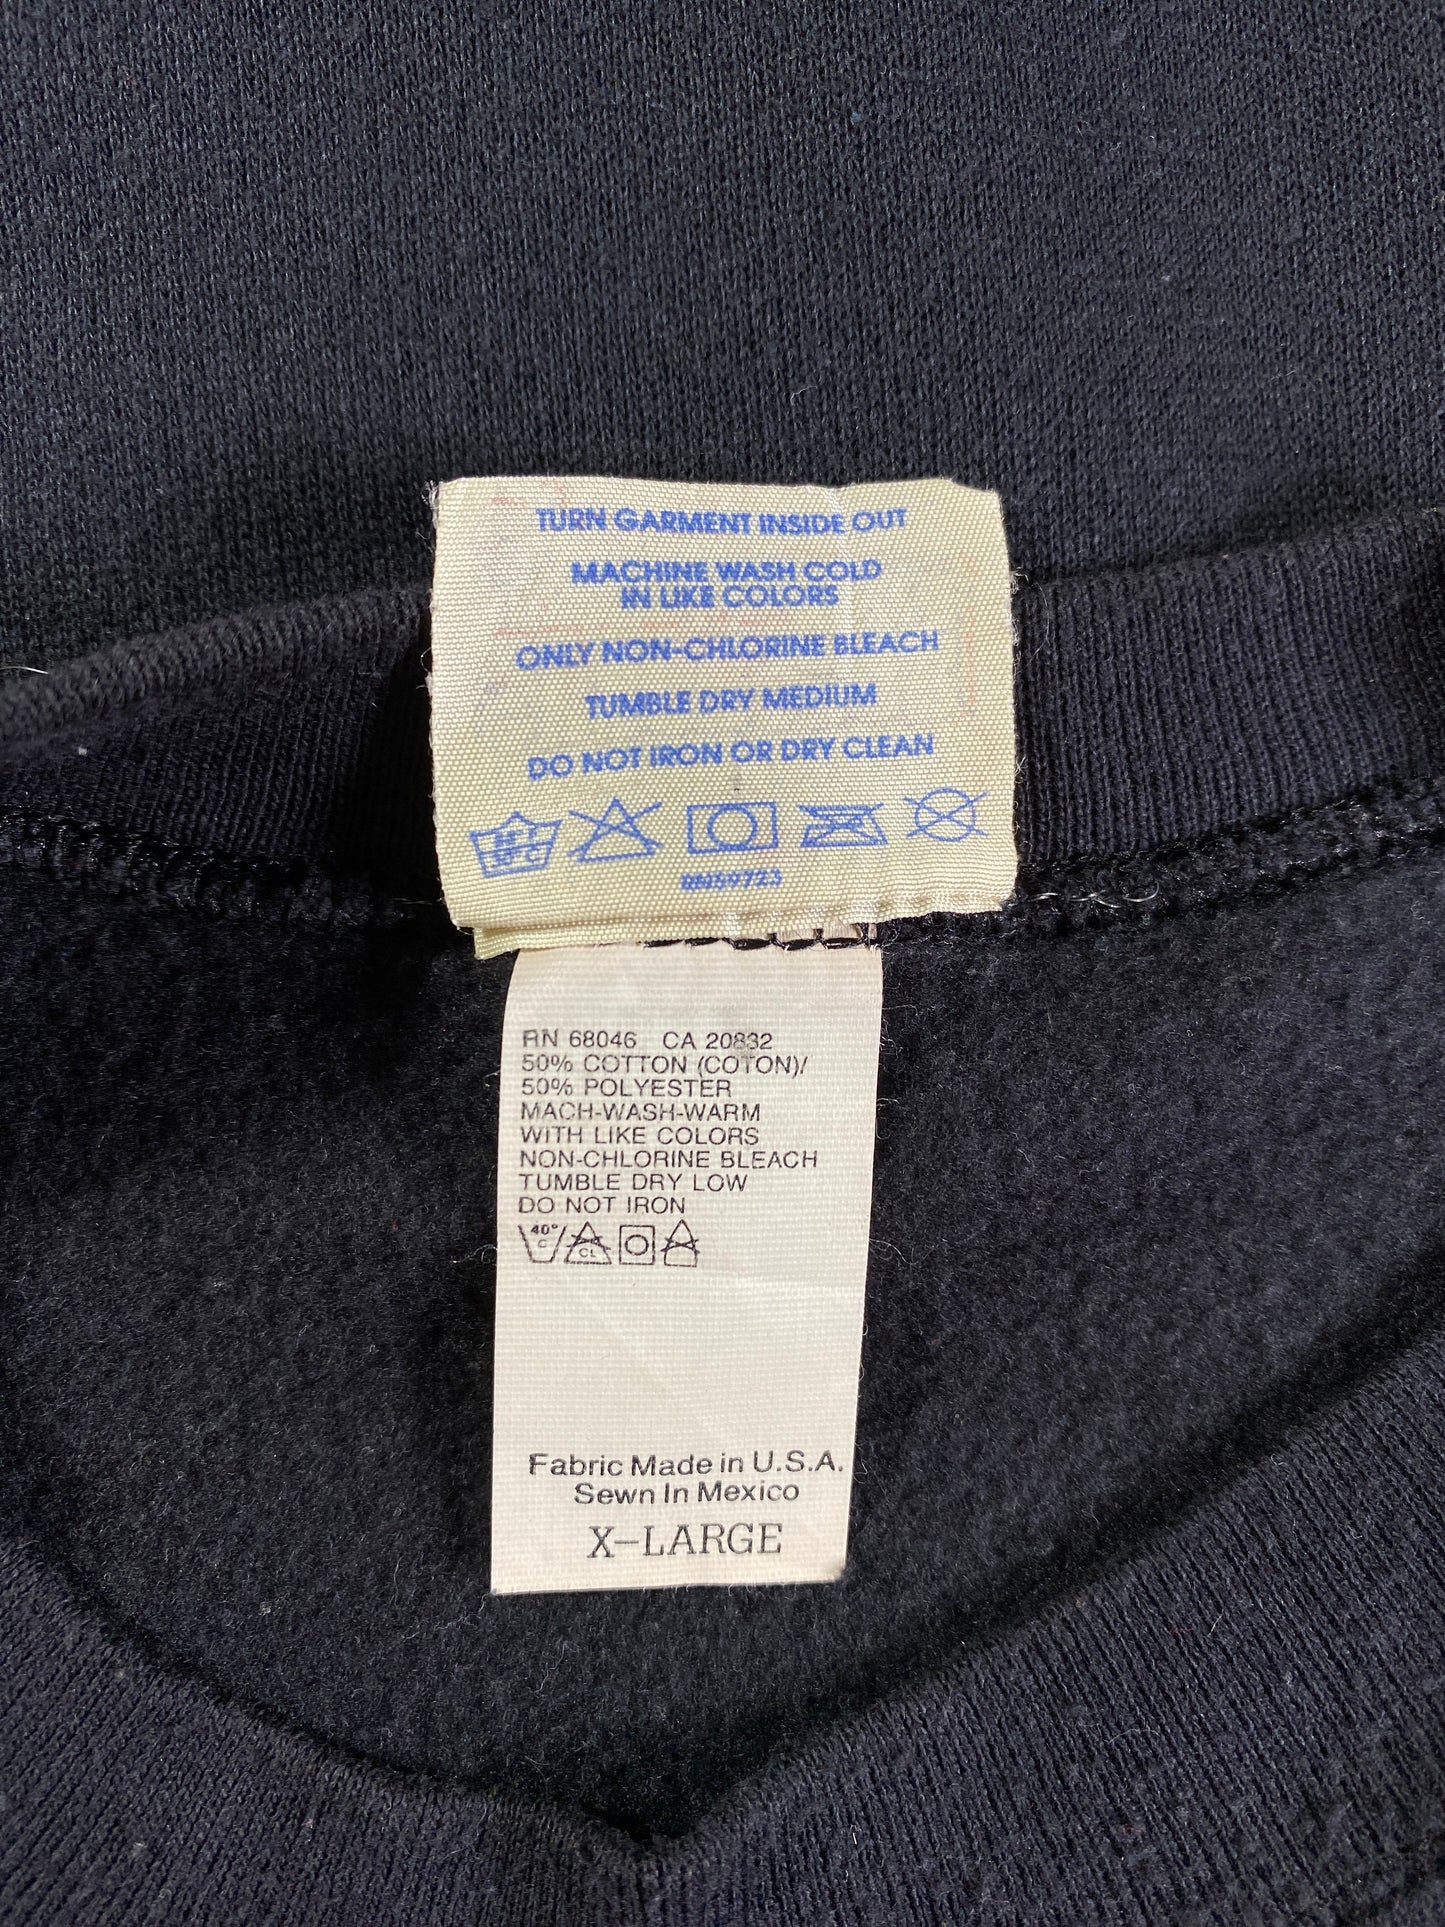 TURN GARMENT INSIDE OUT
MACHINE WASH COLD
IN LIKE COLORS
ONLY NON-CHLORINE BLEACH
TUMBLE DRY MEDIUM
DO NOT IRON OR DRY CLEAN
RN59723
RN 68046 CA 20832
50% COTTON (COTON)/
50% POLYESTER
MACH-WASH-WARM
WITH LIKE COLORS
NON-CHLORINE BLEACH
TUMBLE DRY LOW
DO NOT IRON
40° C CL
Fabric Made in U.S.A.
Sewn In Mexico
X-LARGE